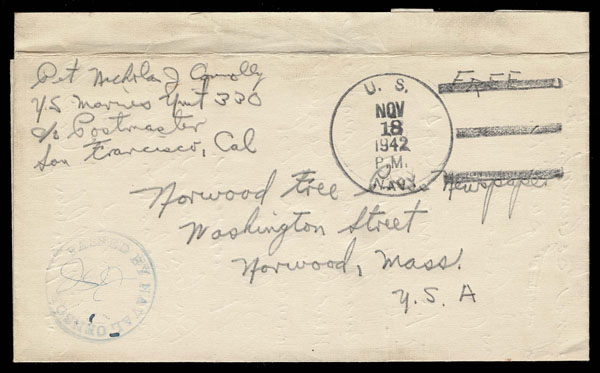 Pvt Nicholas J Connolly
U.S Marines Unit 330
c/o Postmaster
San Francisco, Cal
FREE
U. S.
NOV
18
1942
P.M.
NAVY
Norwood Free Press Newspaper
Washington Street
Norwood, Mass.
U.S.A
PASSED BY NAVAL CENSOR